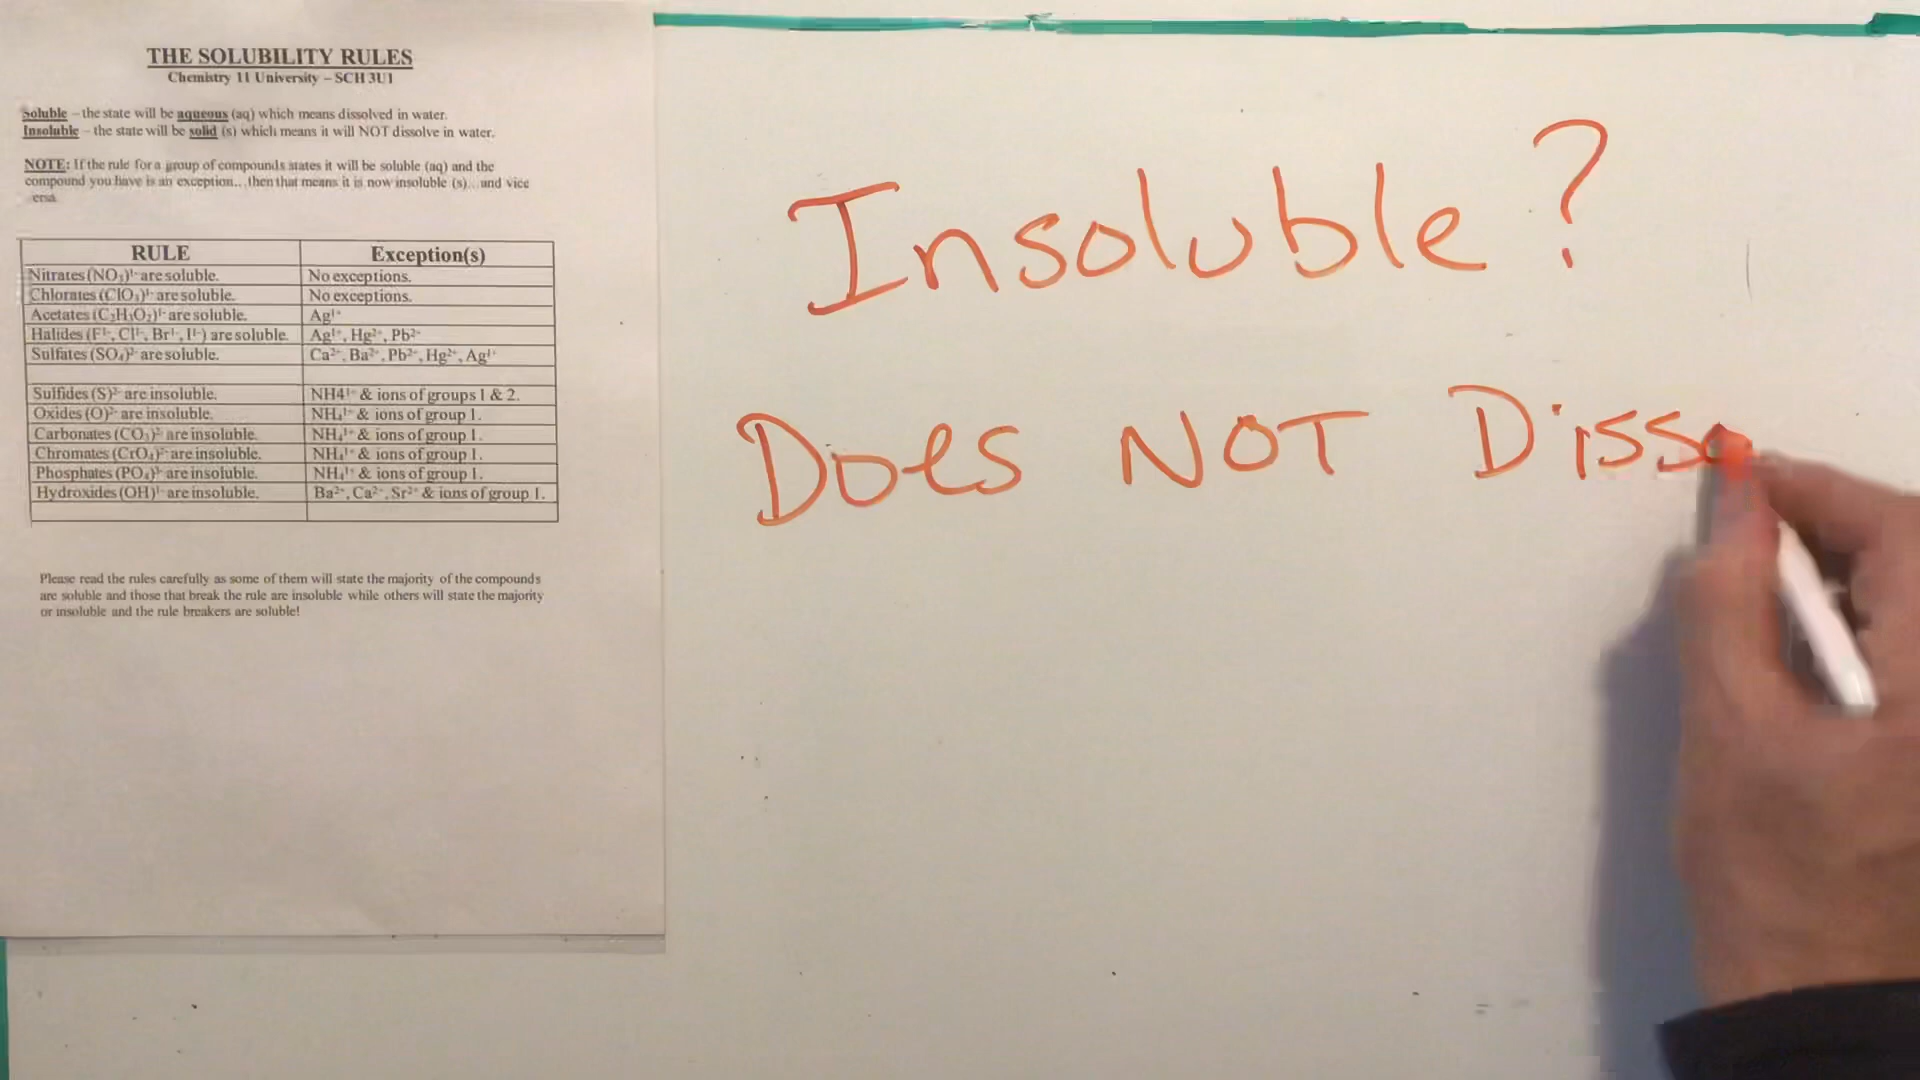 THE SOLUBILITY RULES
Chemistry 11 University – SCH 3U1
Soluble – the state will be aqueous (aq) which means dissolved in water.
Insoluble – the state will be solid (s) which means it will NOT dissolve in water.
NOTE: If the rule for a group of compounds states it will be soluble (aq) and the
compound you have is an exception... then that means it is now insoluble (s)... and vice
ersa
RULE Exception(s)
Nitrates (NO₃)¹⁻ are soluble. No exceptions.
Chlorates (ClO₃)¹⁻ are soluble. No exceptions.
Acetates (C₂H₃O₂)¹⁻ are soluble. Ag¹⁺
Halides (F¹⁻, Cl¹⁻, Br¹⁻, I¹⁻) are soluble. Ag¹⁺, Hg²⁺, Pb²⁺
Sulfates (SO₄)²⁻ are soluble. Ca²⁺, Ba²⁺, Pb²⁺, Hg²⁺, Ag¹⁺
Sulfides (S)²⁻ are insoluble. NH4¹⁺ & ions of groups 1 & 2.
Oxides (O)²⁻ are insoluble. NH₄¹⁺ & ions of group 1.
Carbonates (CO₃)²⁻ are insoluble. NH₄¹⁺ & ions of group 1.
Chromates (CrO₄)²⁻ are insoluble. NH₄¹⁺ & ions of group 1.
Phosphates (PO₄)³⁻ are insoluble. NH₄¹⁺ & ions of group 1.
Hydroxides (OH)¹⁻ are insoluble. Ba²⁺, Ca²⁺, Sr²⁺ & ions of group 1.
Please read the rules carefully as some of them will state the majority of the compounds
are soluble and those that break the rule are insoluble while others will state the majority
or insoluble and the rule breakers are soluble!
Insoluble?
Does NOT Disso